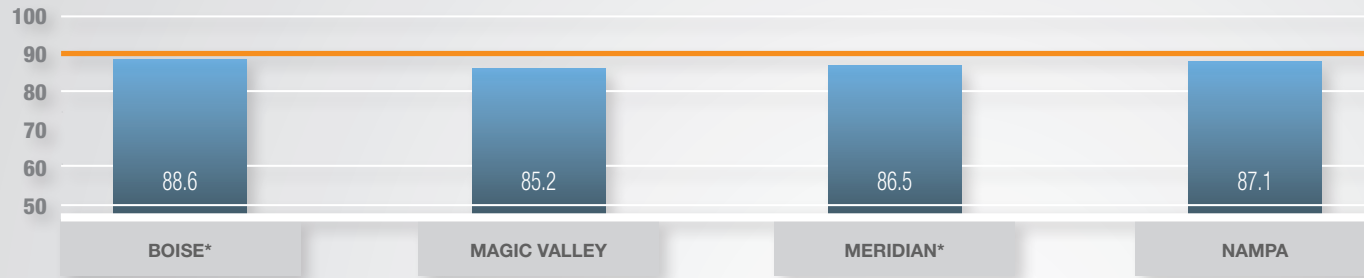 100
90
80
70
60
50
88.6
85.2
86.5
87.1
BOISE*
MAGIC VALLEY
MERIDIAN*
NAMPA